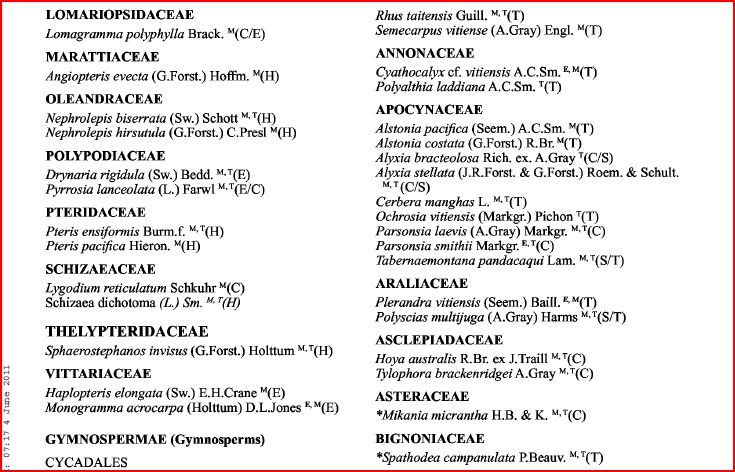 LOMARIOPSIDACEAE
Lomagramma polyphylla Brack. M(C/E)
MARATTIACEAE
Angiopteris evecta (G.Forst.) Hoffm. M(H)
OLEANDRACEAE
Nephrolepis biserrata (Sw.) Schott M, T(H)
Nephrolepis hirsutula (G.Forst.) C.Presl M(H)
POLYPODIACEAE
Drynaria rigidula (Sw.) Bedd. M, T(E)
Pyrrosia lanceolata (L.) Farwl M, T(E/C)
PTERIDACEAE
Pteris ensiformis Burm.f. M, T(H)
Pteris pacifica Hieron. M(H)
SCHIZAEACEAE
Lygodium reticulatum Schkuhr M(C)
Schizaea dichotoma (L.) Sm. M, T(H)
THELYPTERIDACEAE
Sphaerostephanos invisus (G.Forst.) Holttum M, T(H)
VITTARIACEAE
Haplopteris elongata (Sw.) E.H.Crane M(E)
Monogramma acrocarpa (Holttum) D.L.Jones E, M(E)
GYMNOSPERMAE (Gymnosperms)
CYCADALES
Rhus taitensis Guill. M, T(T)
Semecarpus vitiense (A.Gray) Engl. M(T)
ANNONACEAE
Cyathocalyx cf. vitiensis A.C.Sm. E, M(T)
Polyalthia laddiana A.C.Sm. T(T)
APOCYNACEAE
Alstonia pacifica (Seem.) A.C.Sm. M(T)
Alstonia costata (G.Forst.) R.Br. M(T)
Alyxia bracteolosa Rich. ex. A.Gray T(C/S)
Alyxia stellata (J.R.Forst. & G.Forst.) Roem. & Schult.
M, T(C/S)
Cerbera manghas L. M, T(T)
Ochrosia vitiensis (Markgr.) Pichon T(T)
Parsonsia laevis (A.Gray) Markgr. M, T(C)
Parsonsia smithii Markgr. E, T(C)
Tabernaemontana pandacaqui Lam. M, T(S/T)
ARALIACEAE
Plerandra vitiensis (Seem.) Baill. E, M(T)
Polyscias multijuga (A.Gray) Harms M, T(S/T)
ASCLEPIADACEAE
Hoya australis R.Br. ex J.Traill M, T(C)
Tylophora brackenridgei A.Gray M, T(C)
ASTERACEAE
*Mikania micrantha H.B. & K. M, T(C)
BIGNONIACEAE
*Spathodea campanulata P.Beauv. M, T(T)
: 07:17 4 June 2011